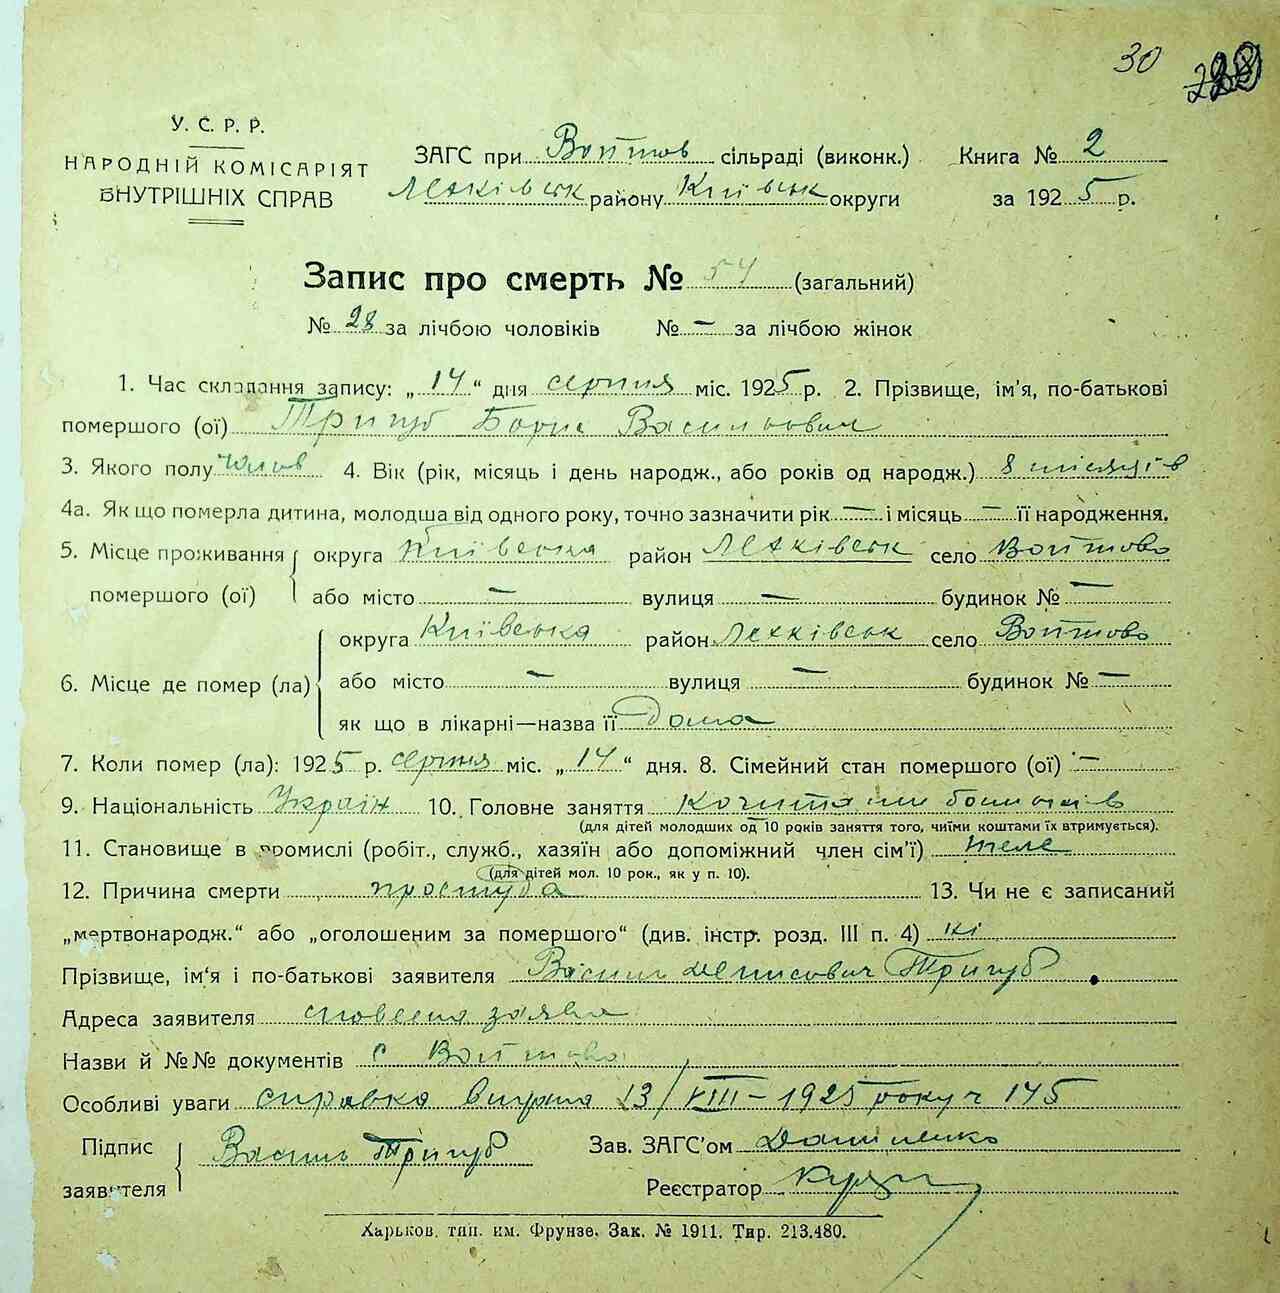 30
У. С. Р. Р.
НАРОДНІЙ КОМІСАРІЯТ
ВНУТРІШНІХ СПРАВ
ЗАГС при Войтов сільраді (виконк.) Книга № 2
району Київськ округи за 1925 р.
Запис про смерть № 54 (загальний)
№ 28 за лічбою чоловіків № — за лічбою жінок
1. Час складання запису: „14“ дня серпня міс. 1925 р. 2. Прізвище, ім'я, по-батькові
помершого (ої) Тригуб Борис Васильович
3. Якого полу чолов 4. Вік (рік, місяць і день народж., або років од народж.) 8 місяців
4а. Як що померла дитина, молодша від одного року, точно зазначити рік — і місяць — її народження.
5. Місце проживання помершого (ої) округа Київська район село Войтово
або місто — вулиця — будинок № —
6. Місце де помер (ла) округа Київська район село Войтово
або місто — вулиця — будинок № —
як що в лікарні—назва її Дома
7. Коли помер (ла): 1925 р. серпня міс. „14“ дня. 8. Сімейний стан помершого (ої) —
9. Національність Україн 10. Головне заняття
(для дітей молодших од 10 років заняття того, чиїми коштами їх втримується).
11. Становище в промислі (робіт., служб., хазяїн або допоміжний член сім'ї) теле
(для дітей мол. 10 рок., як у п. 10).
12. Причина смерти простуда 13. Чи не є записаний
„мертвонародж.“ або „оголошеним за помершого“ (див. інстр. розд. III п. 4) ні
Прізвище, ім'я і по-батькові заявителя Василь Денисович Тригуб
Адреса заявителя словесна заява
Назви й №№ документів с Войтово
Особливі уваги справка 13/VIII – 1925 року ч 145
Підпис заявителя Василь Тригуб Зав. ЗАГС'ом Даниленко
Реєстратор
Харьков. тип. им. Фрунзе. Зак. № 1911. Тир. 213.480.